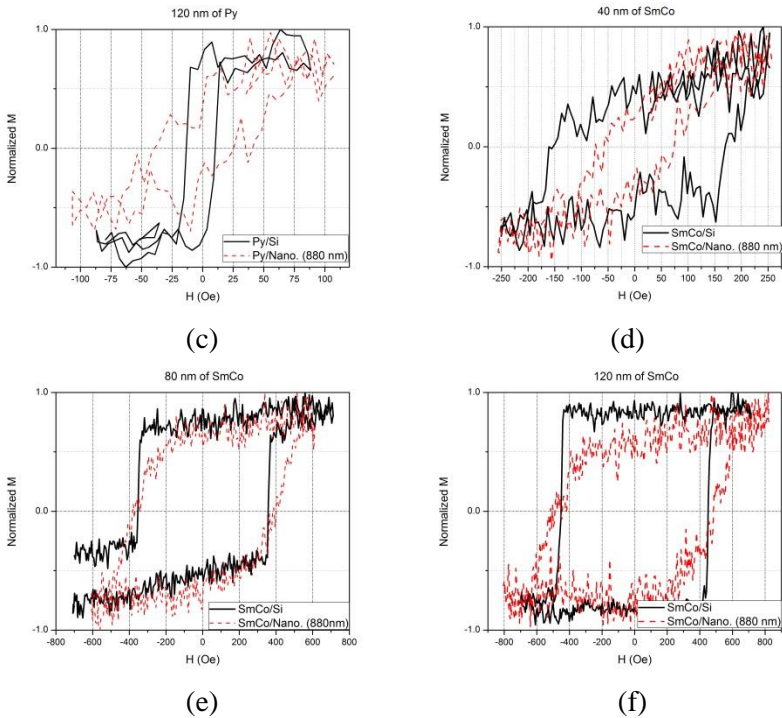 120 nm of Py
1.0
0.0
-1.0
Normalized M
-100 -75 -50 -25 0 25 50 75 100
H (Oe)
Py/Si
Py/Nano. (880 nm)
(c)
40 nm of SmCo
1.0
0.0
-1.0
Normalized M
-250 -200 -150 -100 -50 0 50 100 150 200 250
H (Oe)
SmCo/Si
SmCo/Nano. (880 nm)
(d)
80 nm of SmCo
1.0
0.0
-1.0
Normalized M
-800 -600 -400 -200 0 200 400 600 800
H (Oe)
SmCo/Si
SmCo/Nano. (880nm)
(e)
120 nm of SmCo
1.0
0.0
-1.0
Normalized M
-800 -600 -400 -200 0 200 400 600 800
H (Oe)
SmCo/Si
SmCo/Nano. (880 nm)
(f)